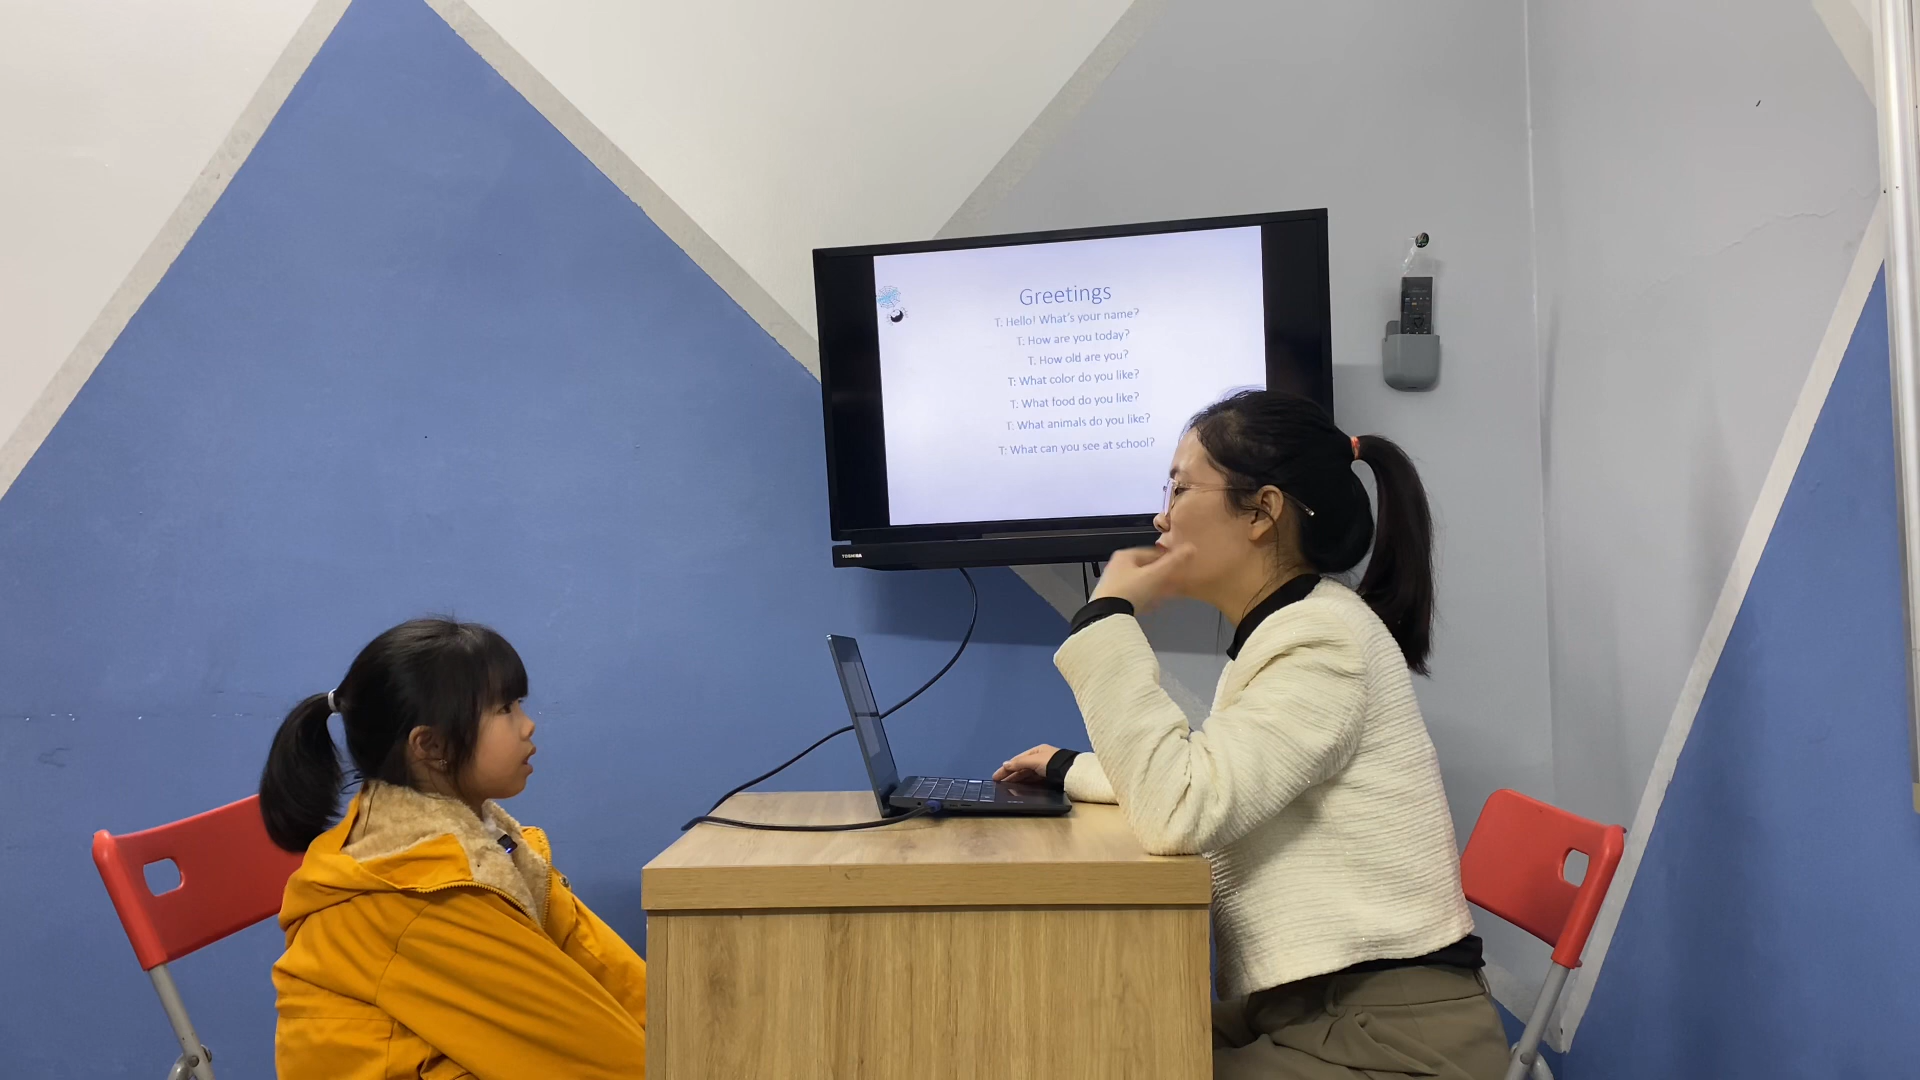 Greetings
T: Hello! What's your name?
T: How are you today?
T: How old are you?
T: What color do you like?
T: What food do you like?
T: What animals do you like?
T: What can you see at school?
TOSHIBA